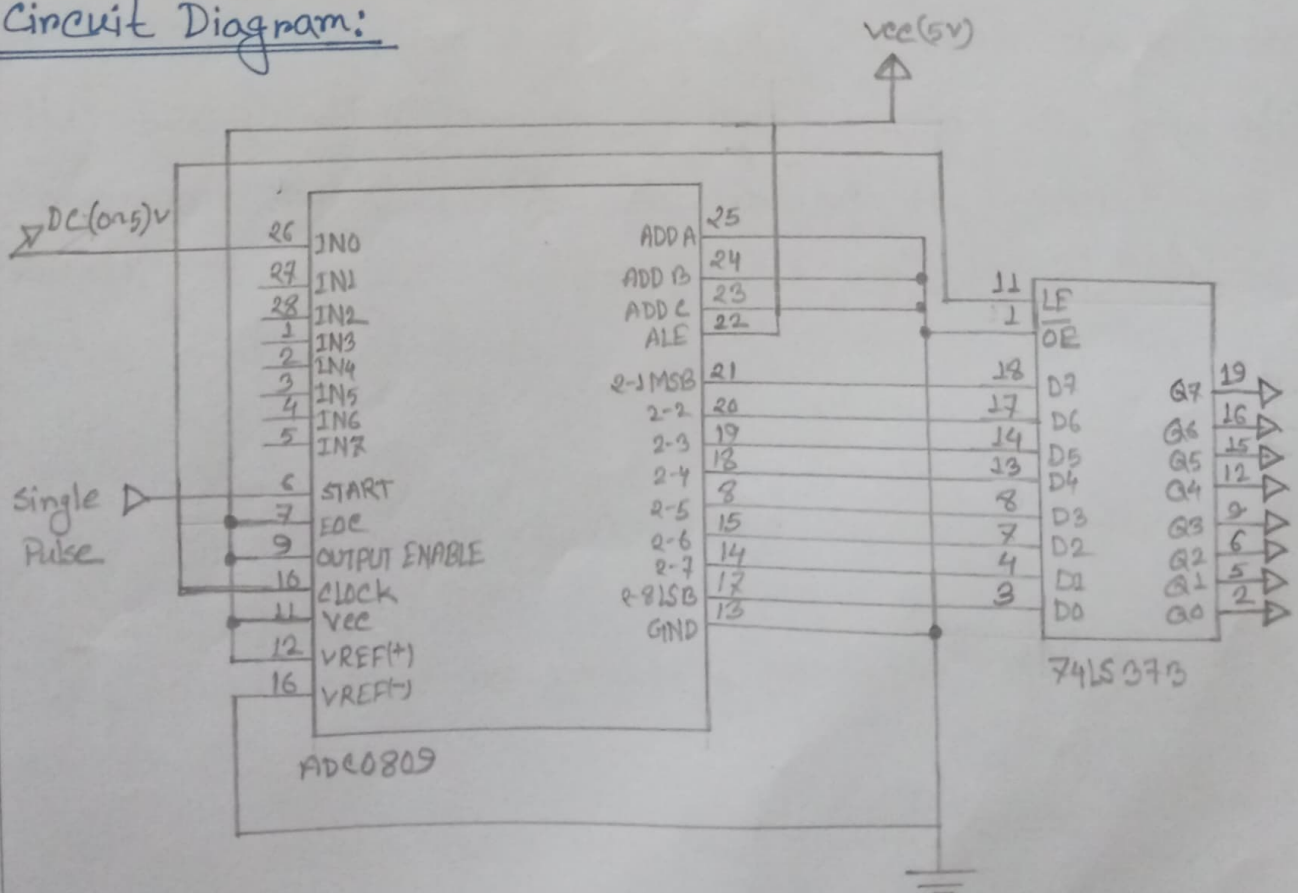 Circuit Diagram:
Vcc(5V)
DC(0~5)V
26 IN0
27 IN1
28 IN2
1 IN3
2 IN4
3 IN5
4 IN6
5 IN7
Single
Pulse
6 START
7 EOC
9 OUTPUT ENABLE
10 CLOCK
11 Vcc
12 VREF(+)
16 VREF(-)
ADC0809
ADD A 25
ADD B 24
ADD C 23
ALE 22
2-1MSB 21
2-2 20
2-3 19
2-4 18
2-5 8
2-6 15
2-7 14
2-8LSB 17
GND 13
11 LE
1 OE
18 D7
17 D6
14 D5
13 D4
8 D3
7 D2
4 D1
3 D0
Q7 19
Q6 16
Q5 15
Q4 12
Q3 9
Q2 6
Q1 5
Q0 2
74LS373